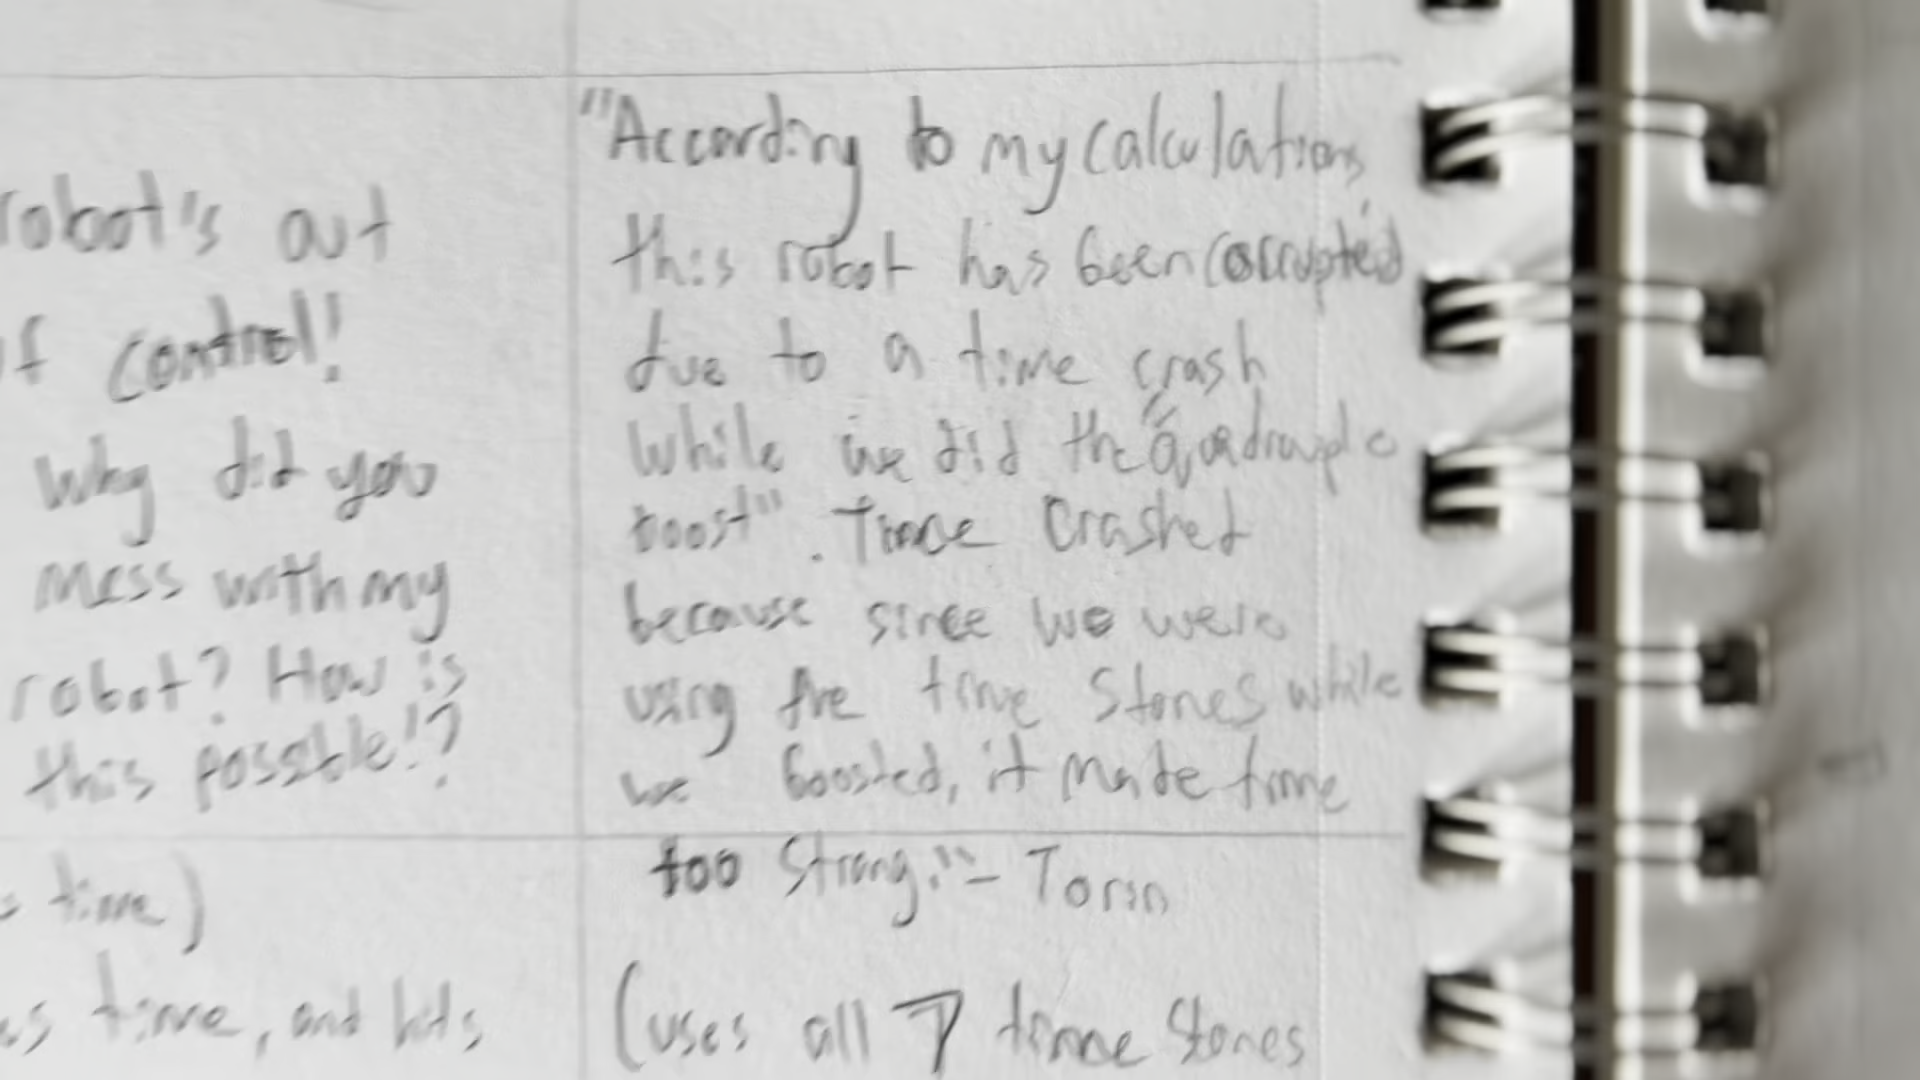 robot's out
of control!
Why did you
mess with my
robot? How is
this possible!?
time)
time, and hits
"According to my calculations,
this robot has been corrupted
due to a time crash
While we did the "Quadruple
boost". Time Crashed
because since we were
using the time Stones while
we boosted, it made time
too Strong."- Torin
(uses all 7 time Stones